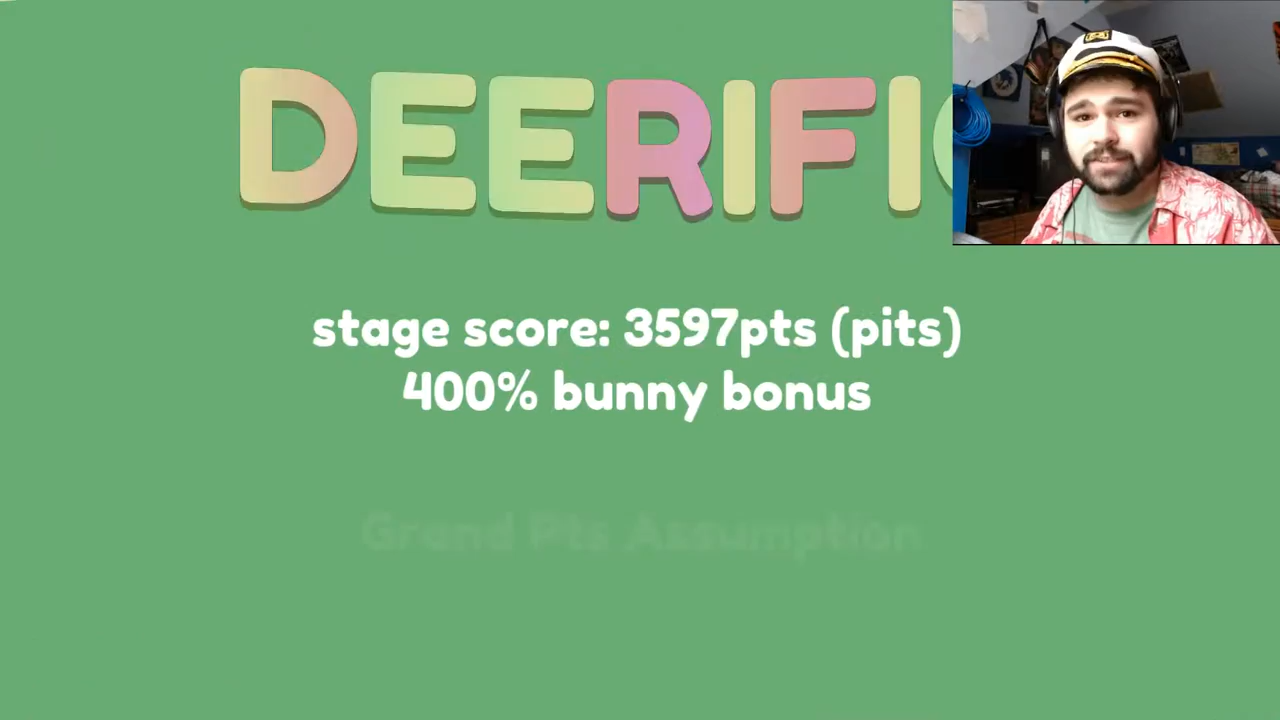 DEERIFI
stage score: 3597pts (pits)
400% bunny bonus
Grand Pts Assumption